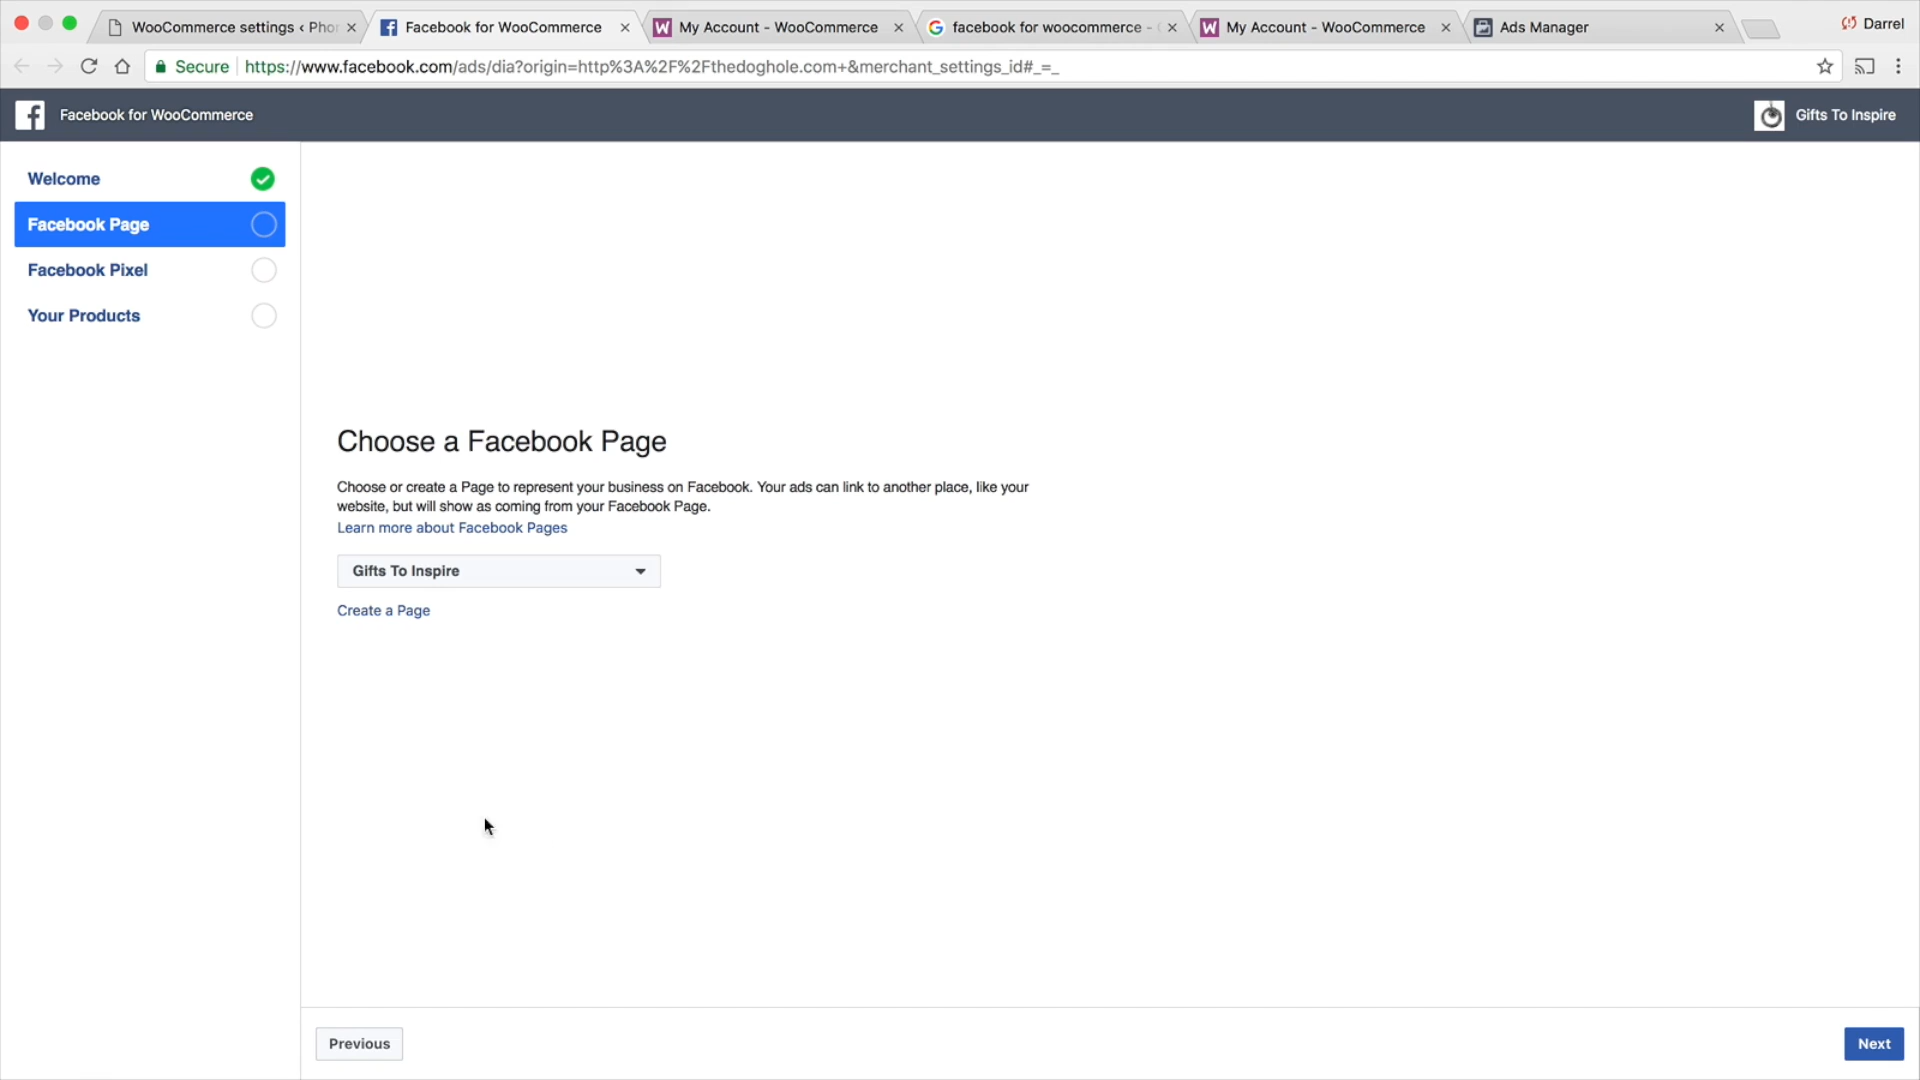 WooCommerce settings ‹ Pho
Facebook for WooCommerce
My Account - WooCommerce
facebook for woocommerce -
My Account - WooCommerce
Ads Manager
Darrel
Secure
https://www.facebook.com/ads/dia?origin=http%3A%2F%2Fthedoghole.com+&merchant_settings_id#_=_
Facebook for WooCommerce
Gifts To Inspire
Welcome
Facebook Page
Facebook Pixel
Your Products
Choose a Facebook Page
Choose or create a Page to represent your business on Facebook. Your ads can link to another place, like your
website, but will show as coming from your Facebook Page.
Learn more about Facebook Pages
Gifts To Inspire
Create a Page
Previous
Next